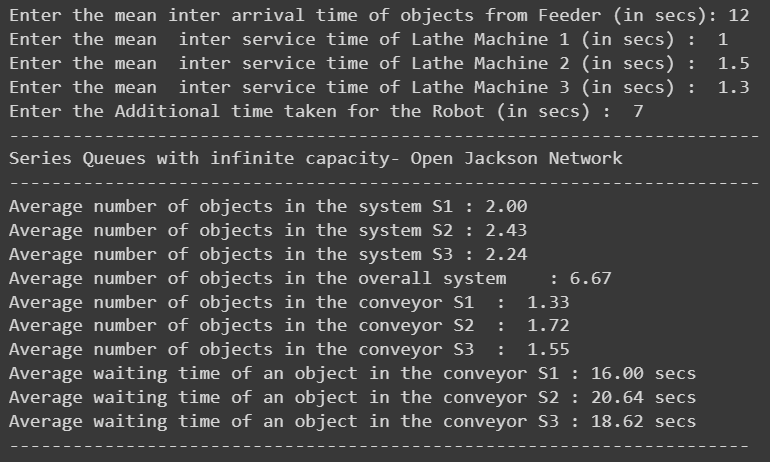 Enter the mean inter arrival time of objects from Feeder (in secs): 12
Enter the mean  inter service time of Lathe Machine 1 (in secs) :  1
Enter the mean  inter service time of Lathe Machine 2 (in secs) :  1.5
Enter the mean  inter service time of Lathe Machine 3 (in secs) :  1.3
Enter the Additional time taken for the Robot (in secs) :  7
-----------------------------------------------------------------------
Series Queues with infinite capacity- Open Jackson Network
-----------------------------------------------------------------------
Average number of objects in the system S1 : 2.00
Average number of objects in the system S2 : 2.43
Average number of objects in the system S3 : 2.24
Average number of objects in the overall system    : 6.67
Average number of objects in the conveyor S1  :  1.33
Average number of objects in the conveyor S2  :  1.72
Average number of objects in the conveyor S3  :  1.55
Average waiting time of an object in the conveyor S1 : 16.00 secs
Average waiting time of an object in the conveyor S2 : 20.64 secs
Average waiting time of an object in the conveyor S3 : 18.62 secs
----------------------------------------------------------------------